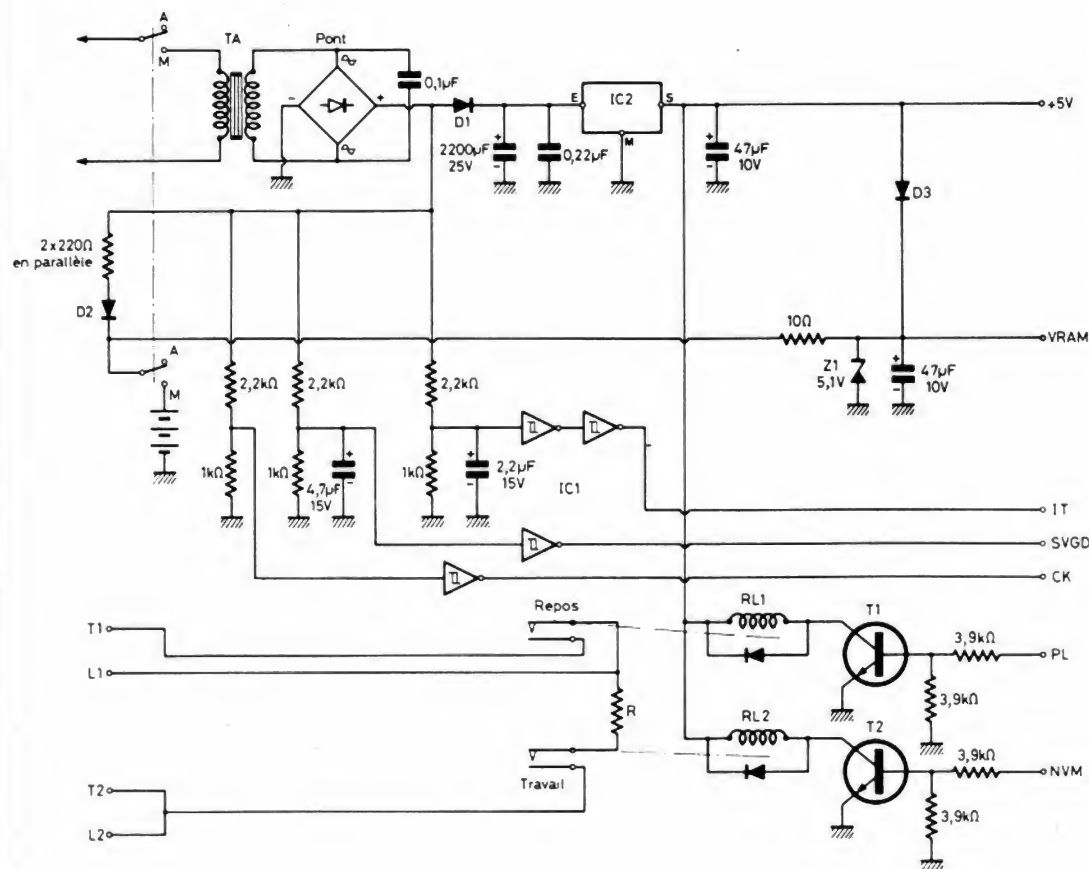 A
M
TA
Pont
-
+
0,1µF
D1
2200µF
25V
0,22µF
E
IC2
S
M
47µF
10V
+5V
D3
2x220Ω
en parallèle
D2
A
M
10Ω
Z1
5,1V
47µF
10V
VRAM
2,2kΩ
2,2kΩ
2,2kΩ
1kΩ
1kΩ
4,7µF
15V
1kΩ
2,2µF
15V
IC1
IT
SVGD
CK
T1
L1
Repos
R
Travail
T2
L2
RL1
T1
3,9kΩ
PL
3,9kΩ
RL2
T2
3,9kΩ
NVM
3,9kΩ